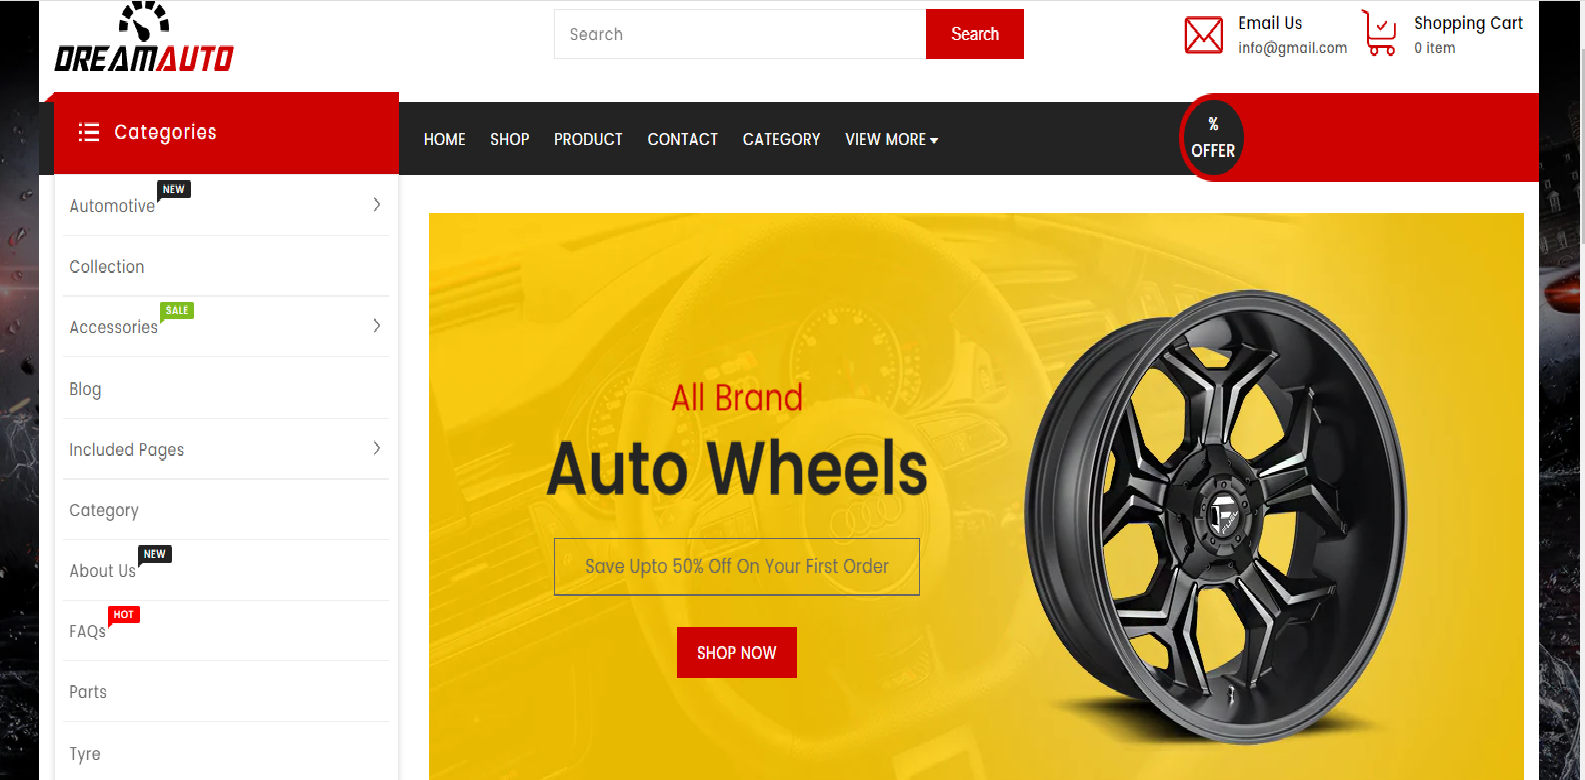 DREAMAUTO
Search
Search
Email Us
info@gmail.com
Shopping Cart
0 item
Categories
HOME
SHOP
PRODUCT
CONTACT
CATEGORY
VIEW MORE
%
OFFER
Automotive
NEW
Collection
Accessories
SALE
Blog
Included Pages
Category
About Us
NEW
FAQs
HOT
Parts
Tyre
All Brand
Auto Wheels
Save Upto 50% Off On Your First Order
SHOP NOW
FUEL